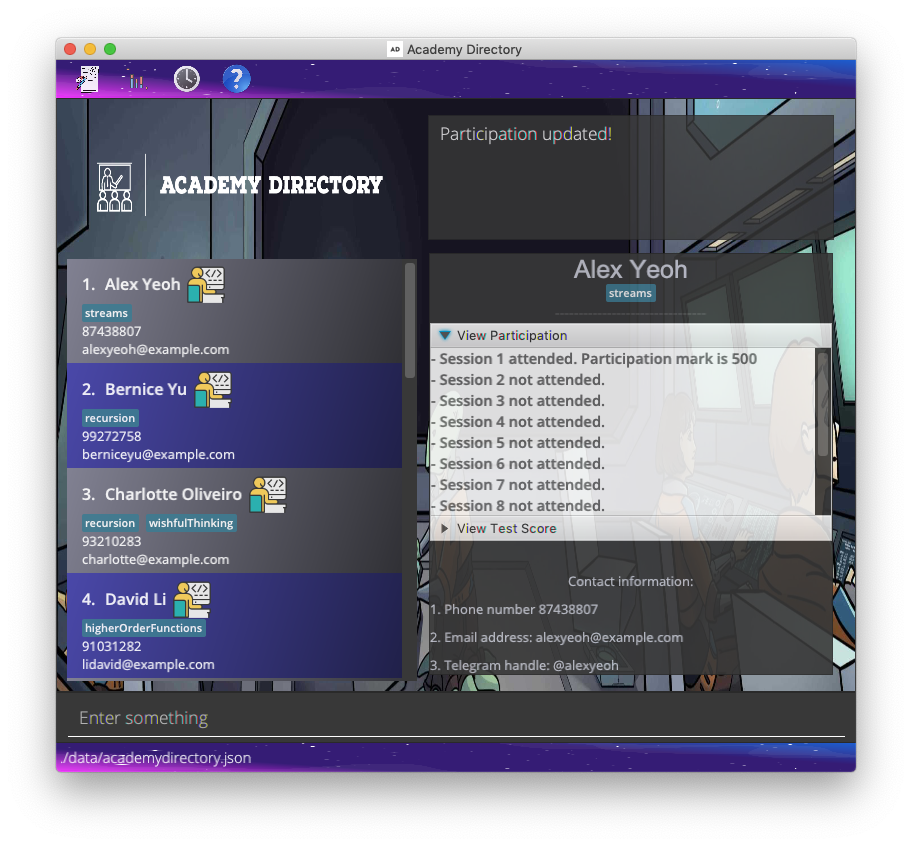 AD Academy Directory
?
ACADEMY DIRECTORY
Participation updated!
1. Alex Yeoh
streams
87438807
alexyeoh@example.com
2. Bernice Yu
recursion
99272758
berniceyu@example.com
3. Charlotte Oliveiro
recursion wishfulThinking
93210283
charlotte@example.com
4. David Li
higherOrderFunctions
91031282
lidavid@example.com
Alex Yeoh
streams
View Participation
- Session 1 attended. Participation mark is 500
- Session 2 not attended.
- Session 3 not attended.
- Session 4 not attended.
- Session 5 not attended.
- Session 6 not attended.
- Session 7 not attended.
- Session 8 not attended.
View Test Score
Contact information:
1. Phone number 87438807
2. Email address: alexyeoh@example.com
3. Telegram handle: @alexyeoh
Enter something
./data/academydirectory.json